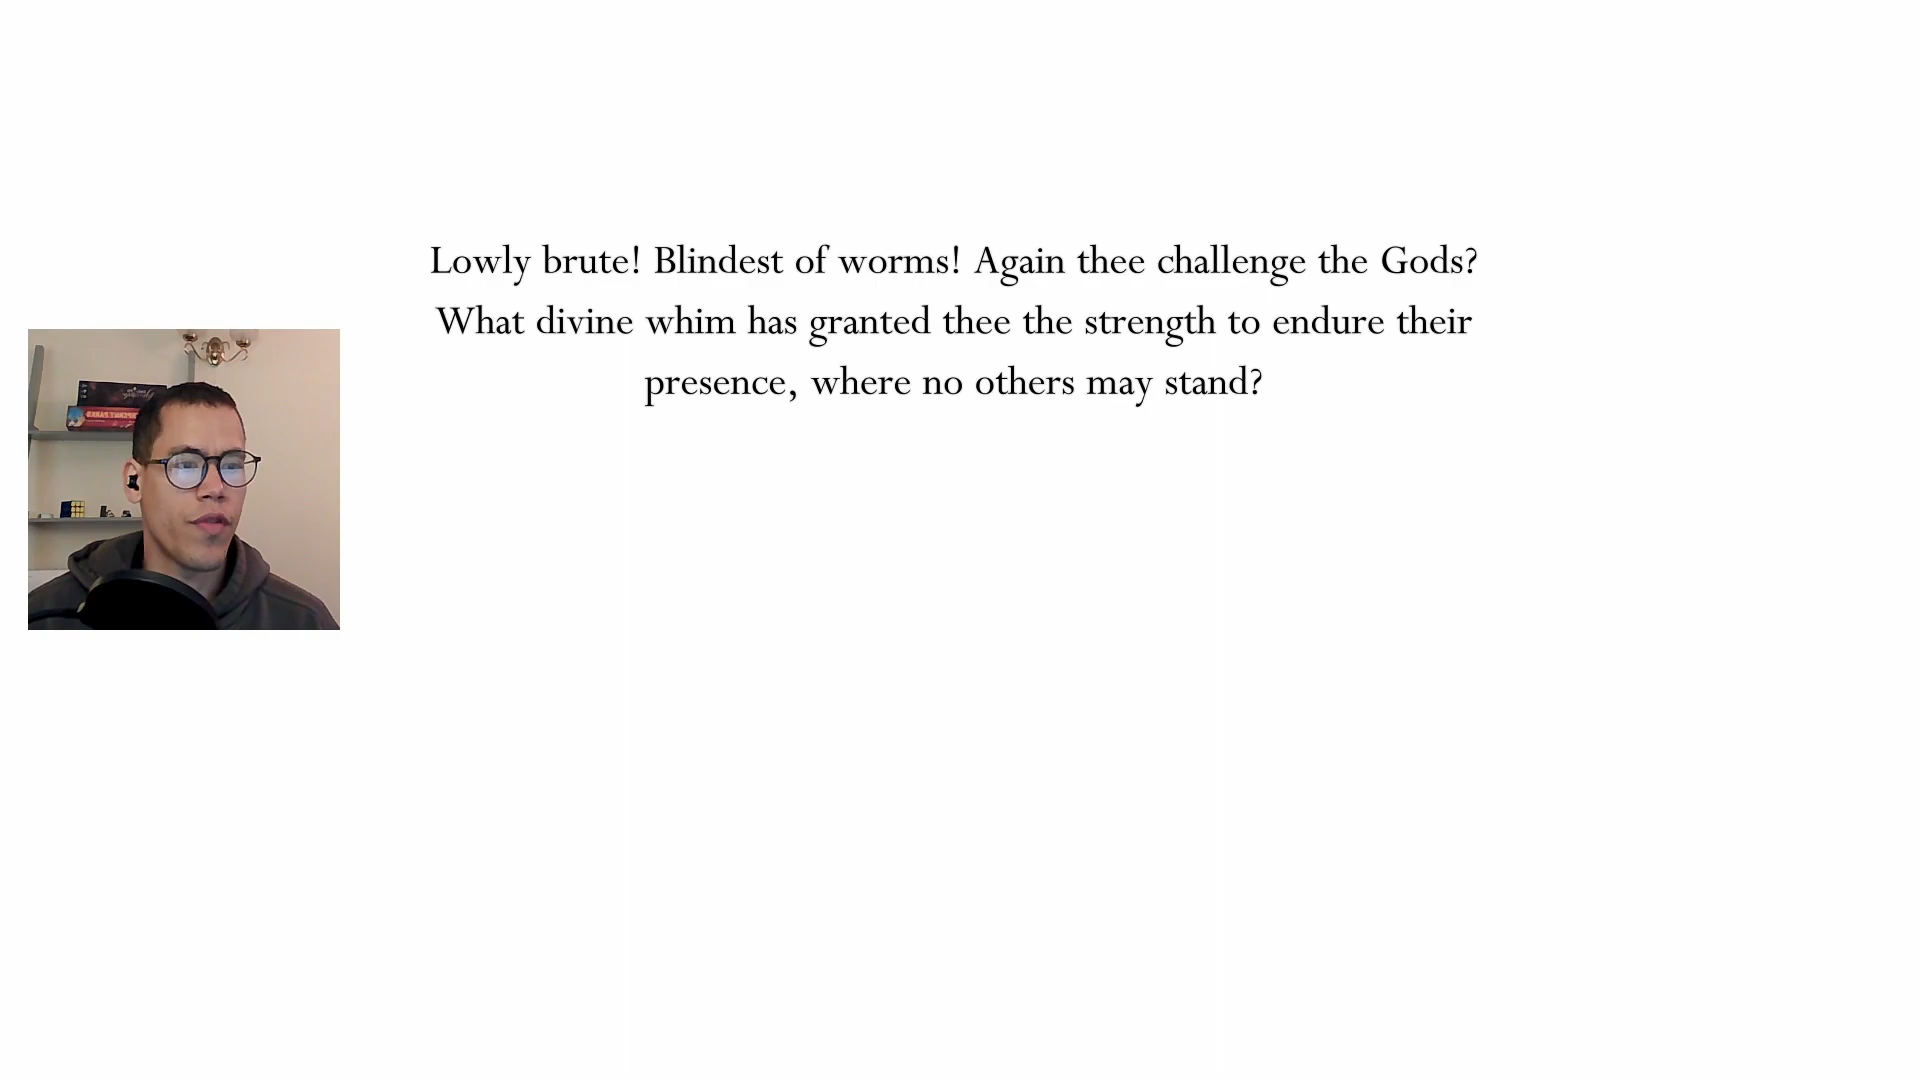 Lowly brute! Blindest of worms! Again thee challenge the Gods?
What divine whim has granted thee the strength to endure their
presence, where no others may stand?